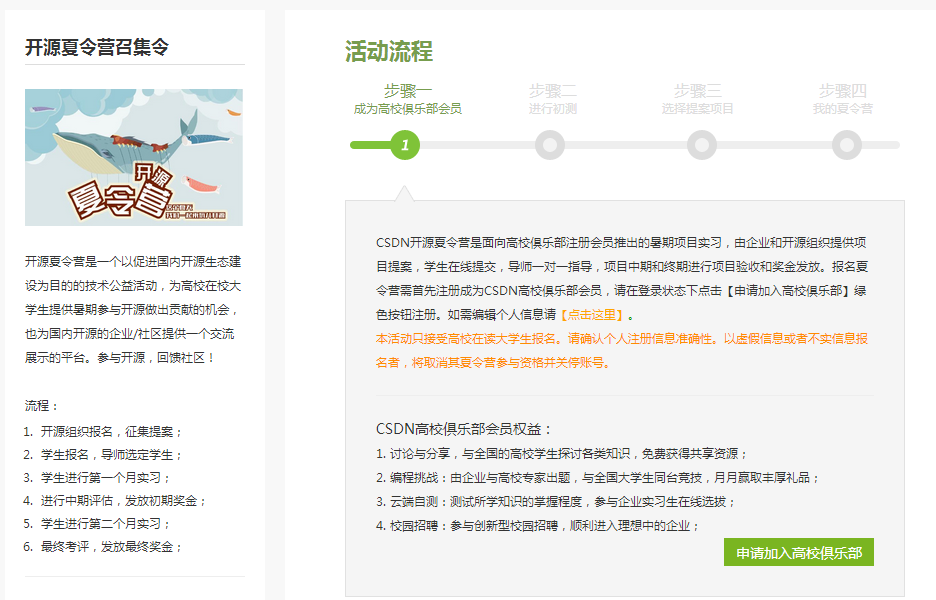 开源夏令营召集令
开源
夏令营
开源夏令营是一个以促进国内开源生态建
设为目的的技术公益活动，为高校在校大
学生提供暑期参与开源做出贡献的机会，
也为国内开源的企业/社区提供一个交流
展示的平台。参与开源，回馈社区！
流程：
1. 开源组织报名，征集提案；
2. 学生报名，导师选定学生；
3. 学生进行第一个月实习；
4. 进行中期评估，发放初期奖金；
5. 学生进行第二个月实习；
6. 最终考评，发放最终奖金；
活动流程
步骤一 步骤二 步骤三 步骤四
成为高校俱乐部会员 进行初测 选择提案项目 我的夏令营
1
CSDN开源夏令营是面向高校俱乐部注册会员推出的暑期项目实习，由企业和开源组织提供项
目提案，学生在线提交，导师一对一指导，项目中期和终期进行项目验收和奖金发放。报名夏
令营需首先注册成为CSDN高校俱乐部会员，请在登录状态下点击【申请加入高校俱乐部】绿
色按钮注册。如需编辑个人信息请【点击这里】。
本活动只接受高校在读大学生报名。请确认个人注册信息准确性。以虚假信息或者不实信息报
名者，将取消其夏令营参与资格并关停账号。
CSDN高校俱乐部会员权益：
1. 讨论与分享，与全国的高校学生探讨各类知识，免费获得共享资源；
2. 编程挑战：由企业与高校专家出题，与全国大学生同台竞技，月月赢取丰厚礼品；
3. 云端自测：测试所学知识的掌握程度，参与企业实习生在线选拔；
4. 校园招聘：参与创新型校园招聘，顺利进入理想中的企业；
申请加入高校俱乐部